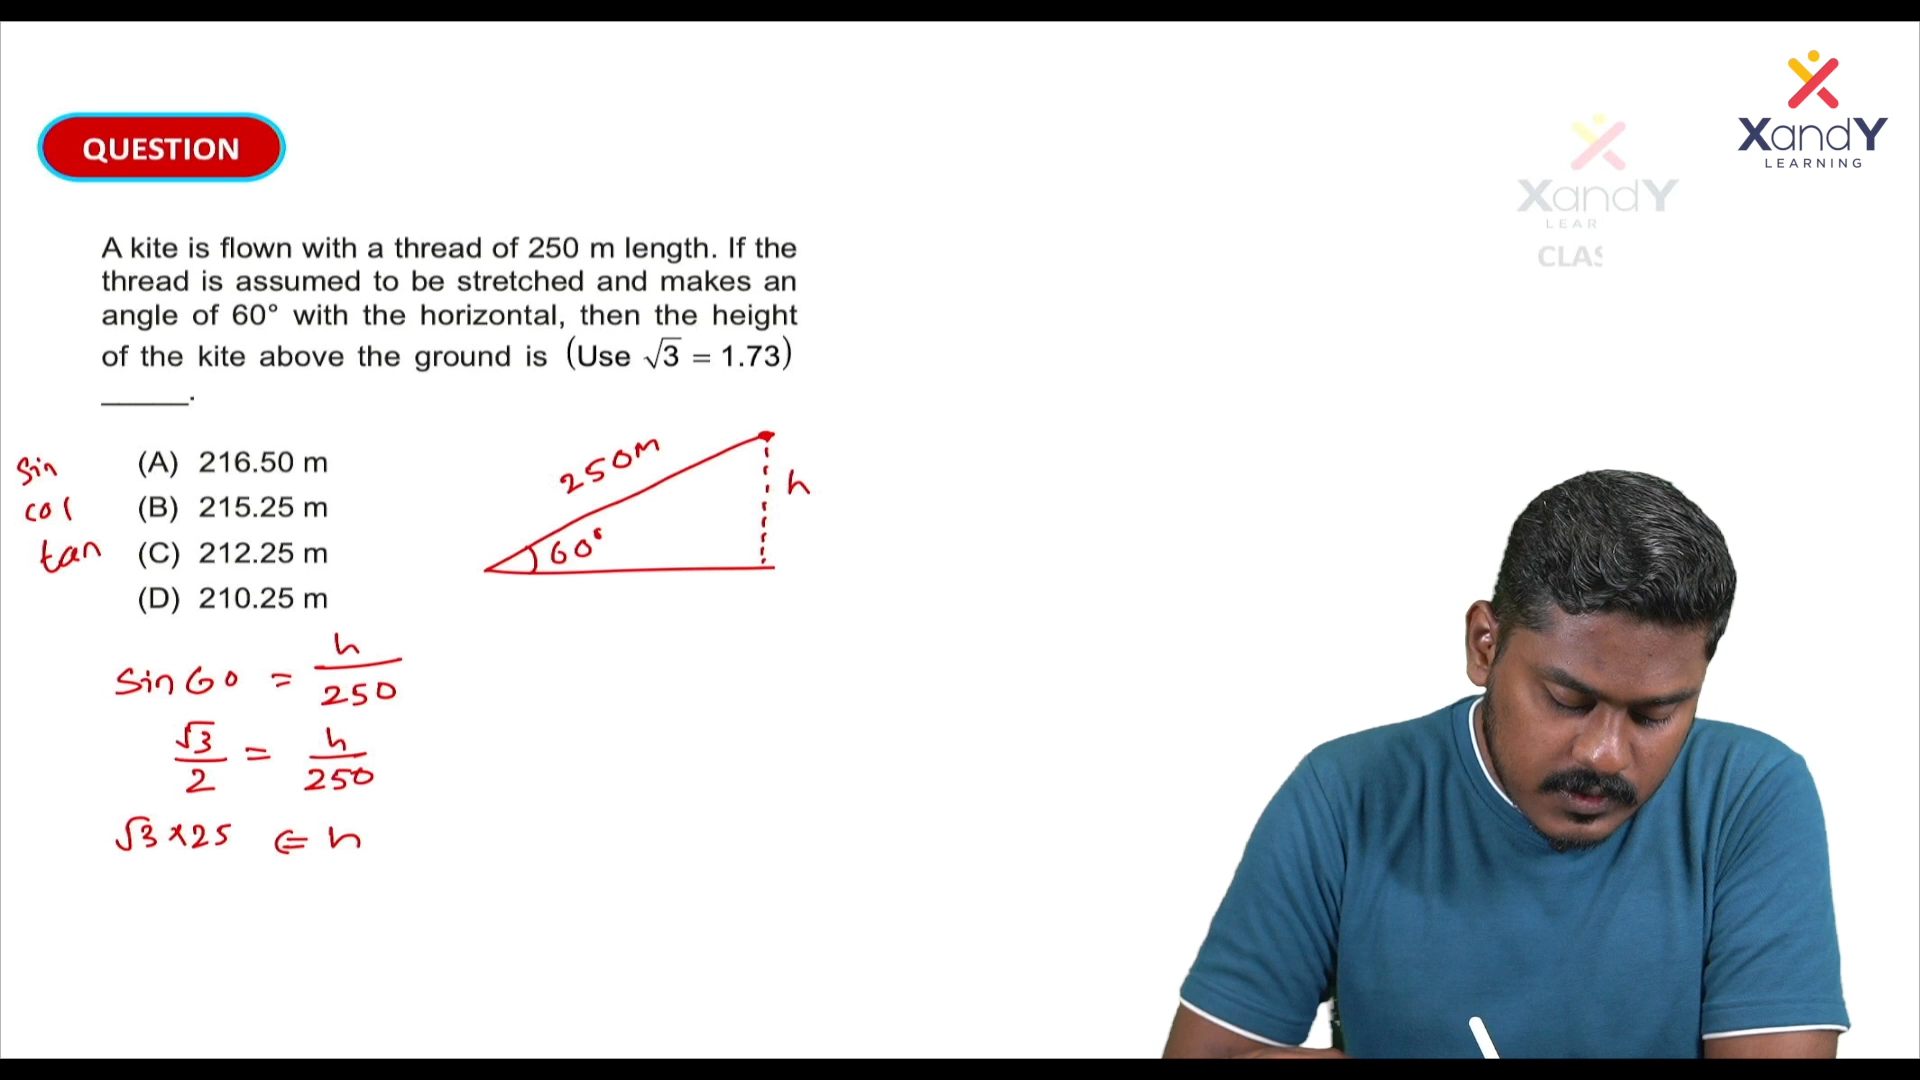 XandY
LEARNING
XandY
LEAR
CLAS
QUESTION
A kite is flown with a thread of 250 m length. If the
thread is assumed to be stretched and makes an
angle of 60° with the horizontal, then the height
of the kite above the ground is (Use √3 = 1.73)
_____.
(A) 216.50 m
(B) 215.25 m
(C) 212.25 m
(D) 210.25 m
sin
cos
tan
250m
h
60°
sin 60 = h/250
√3/2 = h/250
√3 × 25 = h